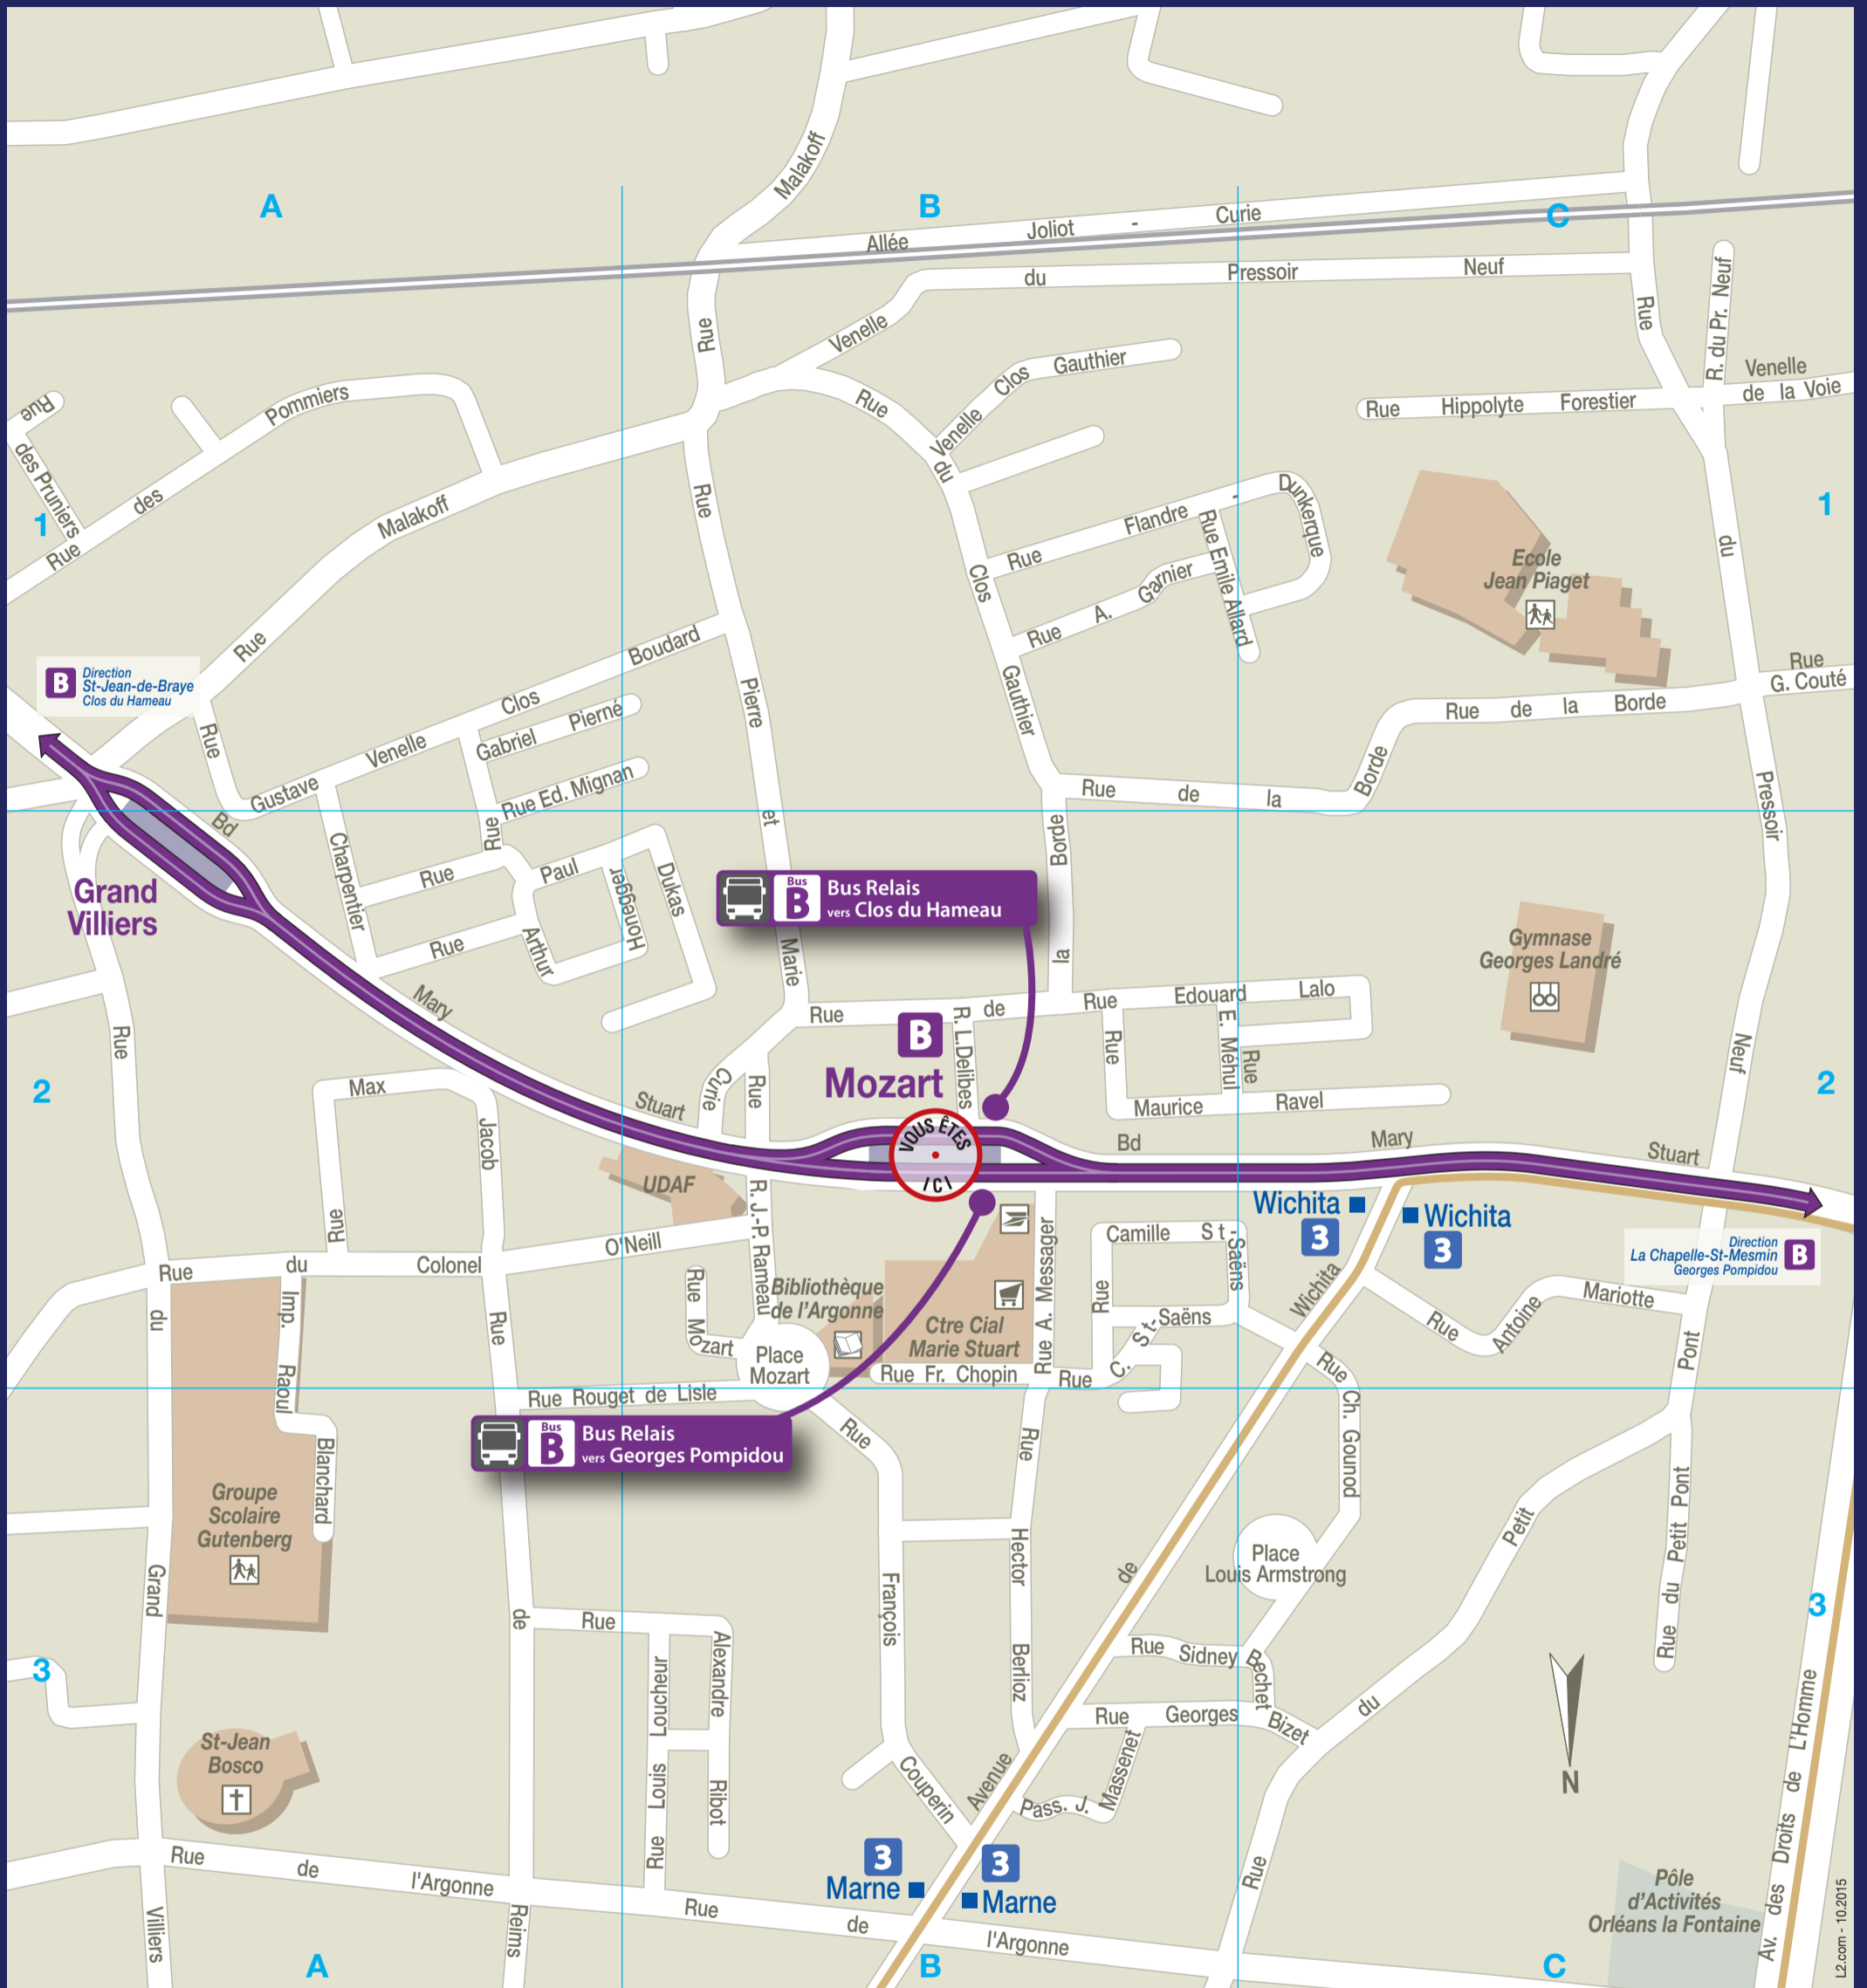 A
B
C
Malakoff
Allée Joliot - Curie
du Pressoir Neuf
Venelle
Rue
Rue
R. du Pr. Neuf
Venelle
de la Voie
Rue Hippolyte Forestier
Rue
des Pruniers
Rue des Pommiers
Rue Malakoff
Venelle Clos Gauthier
Rue du Clos Gauthier
Rue Flandre - Dunkerque
Rue A. Garnier
Rue Emile Allard
1
1
Ecole
Jean Piaget
Rue
G. Couté
Rue de la Borde
Rue de la Borde
du Pressoir Neuf
B
Direction
St-Jean-de-Braye
Clos du Hameau
Rue Gustave Charpentier
Venelle Clos Boudard
Gabriel Pierné
Rue
Rue Ed. Mignan
Rue Paul Dukas
Rue Arthur Honegger
Rue Pierre et Marie Curie
Grand
Villiers
Bd Mary Stuart
Bus
B
Bus Relais
vers Clos du Hameau
Rue de la Borde
Gymnase
Georges Landré
Rue Edouard Lalo
Rue
E. Méhul
Rue
Maurice Ravel
R. L.Delibes
B
Mozart
VOUS ÊTES
ICI
2
2
Rue
Rue Max Jacob
Bd Mary Stuart
UDAF
R. J.-P. Rameau
Rue du Colonel O'Neill
Wichita
3
Wichita
3
Direction
La Chapelle-St-Mesmin
Georges Pompidou
B
Rue A. Messager
Rue Camille St-Saëns
C. St-Saëns
Rue Antoine Mariotte
Bibliothèque
de l'Argonne
Ctre Cial
Marie Stuart
Rue Mozart
Place
Mozart
Rue Fr. Chopin
Rue
Rue Rouget de Lisle
Imp. Raoul Blanchard
Bus
B
Bus Relais
vers Georges Pompidou
Groupe
Scolaire
Gutenberg
Rue du Grand Villiers
Rue de Reims
Rue François Couperin
Rue Hector Berlioz
Avenue de Wichita
Rue Ch. Gounod
Place
Louis Armstrong
Rue du Petit Pont
Rue du Petit Pont
Rue Alexandre Ribot
Rue Louis Loucheur
Rue Sidney Bechet
Rue Georges Bizet
Pass. J. Massenet
3
3
St-Jean
Bosco
Rue de l'Argonne
Rue de l'Argonne
3
Marne
3
Marne
N
Pôle
d'Activités
Orléans la Fontaine
Av. des Droits de L'Homme
L2.com - 10.2015
A
B
C